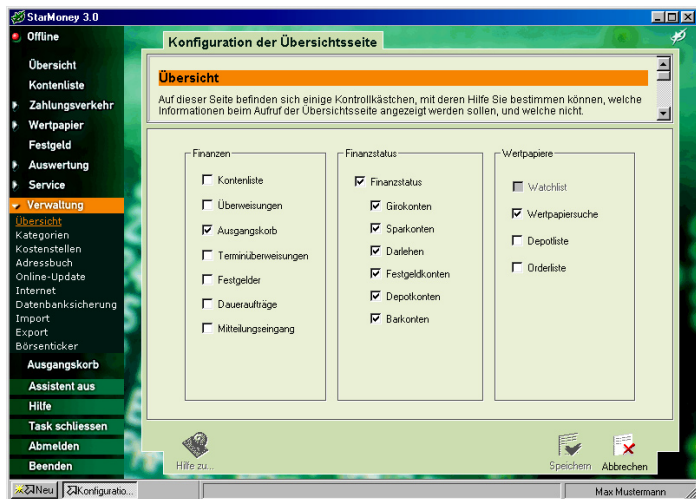 StarMoney 3.0
Offline
Übersicht
Kontenliste
Zahlungsverkehr
Wertpapier
Festgeld
Auswertung
Service
Verwaltung
Übersicht
Kategorien
Kostenstellen
Adressbuch
Online-Update
Internet
Datenbanksicherung
Import
Export
Börsenticker
Ausgangskorb
Assistent aus
Hilfe
Task schliessen
Abmelden
Beenden
Konfiguration der Übersichtsseite
Übersicht
Auf dieser Seite befinden sich einige Kontrollkästchen, mit deren Hilfe Sie bestimmen können, welche
Informationen beim Aufruf der Übersichtsseite angezeigt werden sollen, und welche nicht.
Finanzen
Kontenliste
Überweisungen
Ausgangskorb
Terminüberweisungen
Festgelder
Daueraufträge
Mitteilungseingang
Finanzstatus
Finanzstatus
Girokonten
Sparkonten
Darlehen
Festgeldkonten
Depotkonten
Barkonten
Wertpapiere
Watchlist
Wertpapiersuche
Depotliste
Orderliste
Hilfe zu...
Speichern
Abbrechen
Neu
Konfiguratio...
Max Mustermann